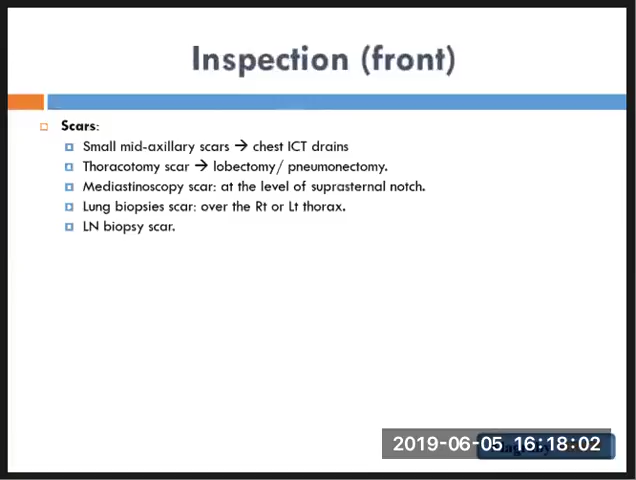 Inspection (front)
Scars:
Small mid-axillary scars → chest ICT drains
Thoracotomy scar → lobectomy/ pneumonectomy.
Mediastinoscopy scar: at the level of suprasternal notch.
Lung biopsies scar: over the Rt or Lt thorax.
LN biopsy scar.
2019-06-05 16:18:02